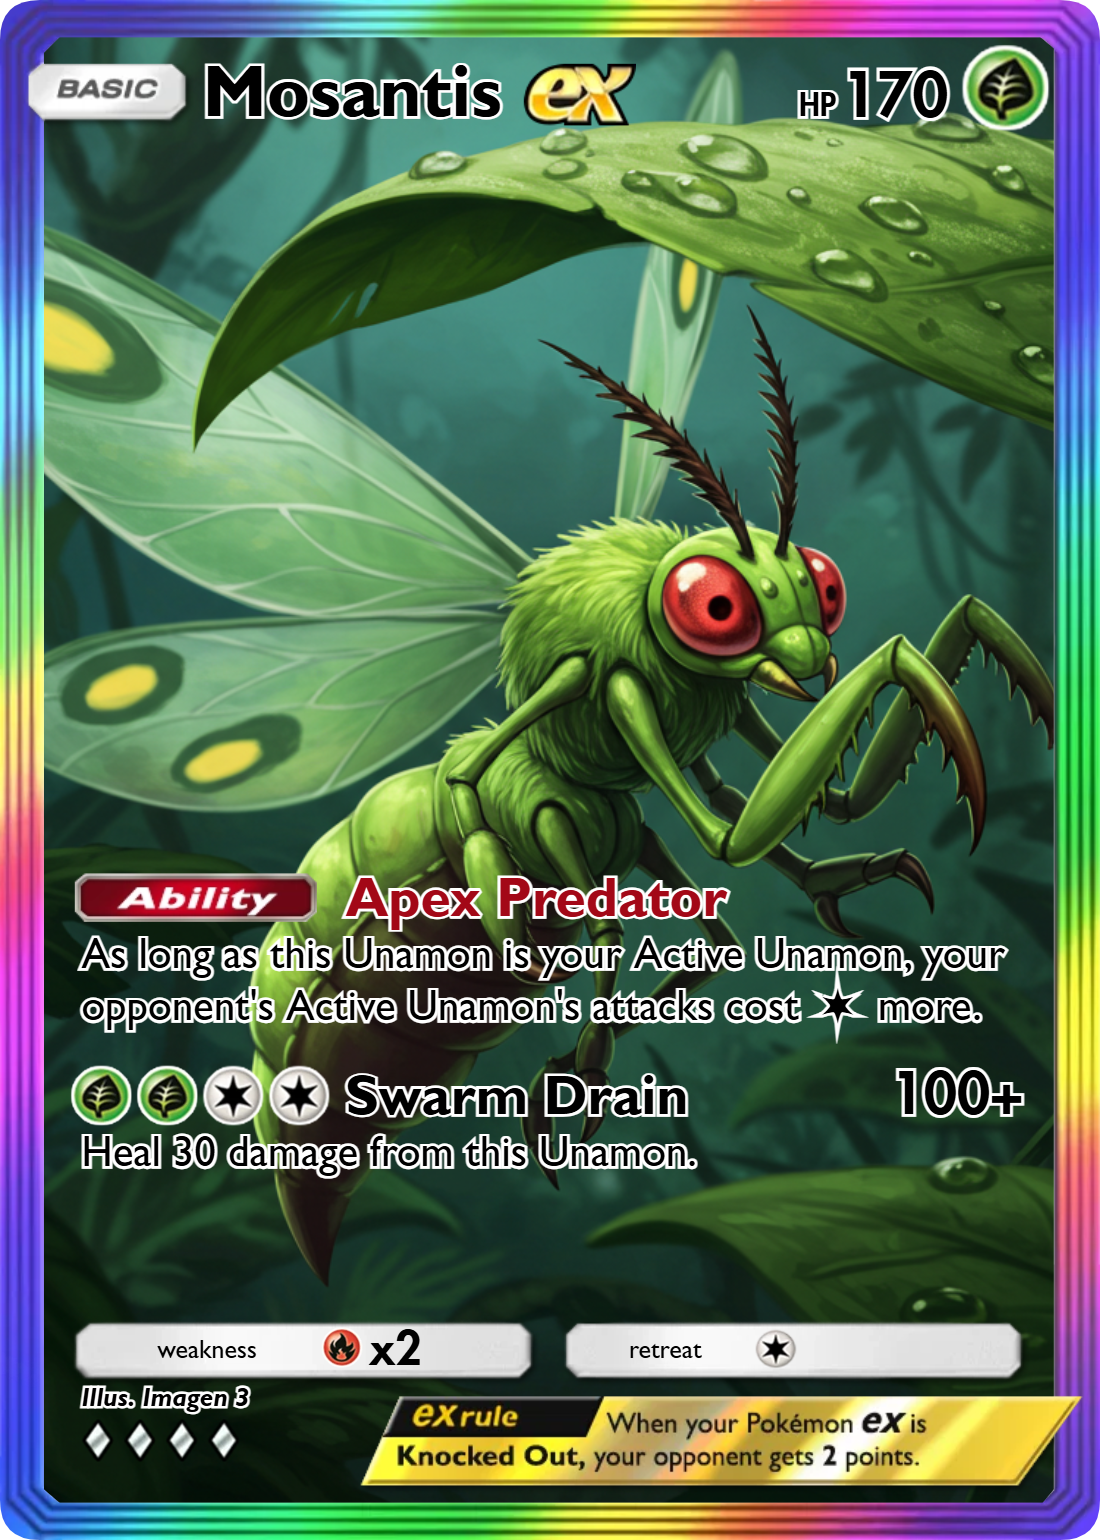 BASIC Mosantis ex HP 170
Ability Apex Predator
As long as this Unamon is your Active Unamon, your
opponent's Active Unamon's attacks cost more.
Swarm Drain 100+
Heal 30 damage from this Unamon.
weakness x2 retreat
Illus. Imagen 3
ex rule When your Pokémon ex is
Knocked Out, your opponent gets 2 points.